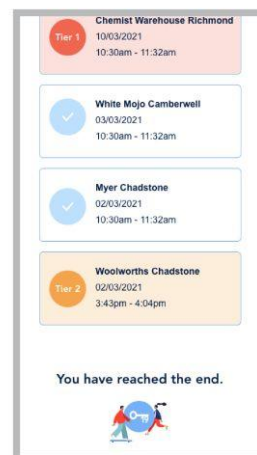 Chemist Warehouse Richmond
Tier 1
10/03/2021
10:30am - 11:32am
White Mojo Camberwell
03/03/2021
10:30am - 11:32am
Myer Chadstone
02/03/2021
10:30am - 11:32am
Woolworths Chadstone
Tier 2
02/03/2021
3:43pm - 4:04pm
You have reached the end.